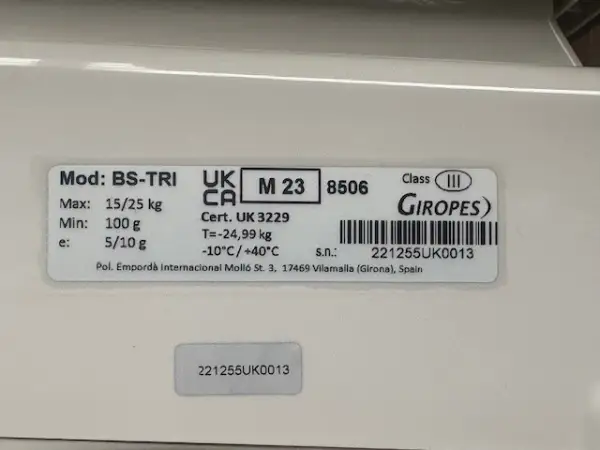 Mod: BS-TRI UK CA M 23 8506 Class III
Max: 15/25 kg GIROPES
Min: 100 g Cert. UK 3229
e: 5/10 g T=-24,99 kg
-10°C/+40°C s.n.: 221255UK0013
Pol. Empordà Internacional Molló St. 3, 17469 Vilamalla (Girona), Spain
221255UK0013